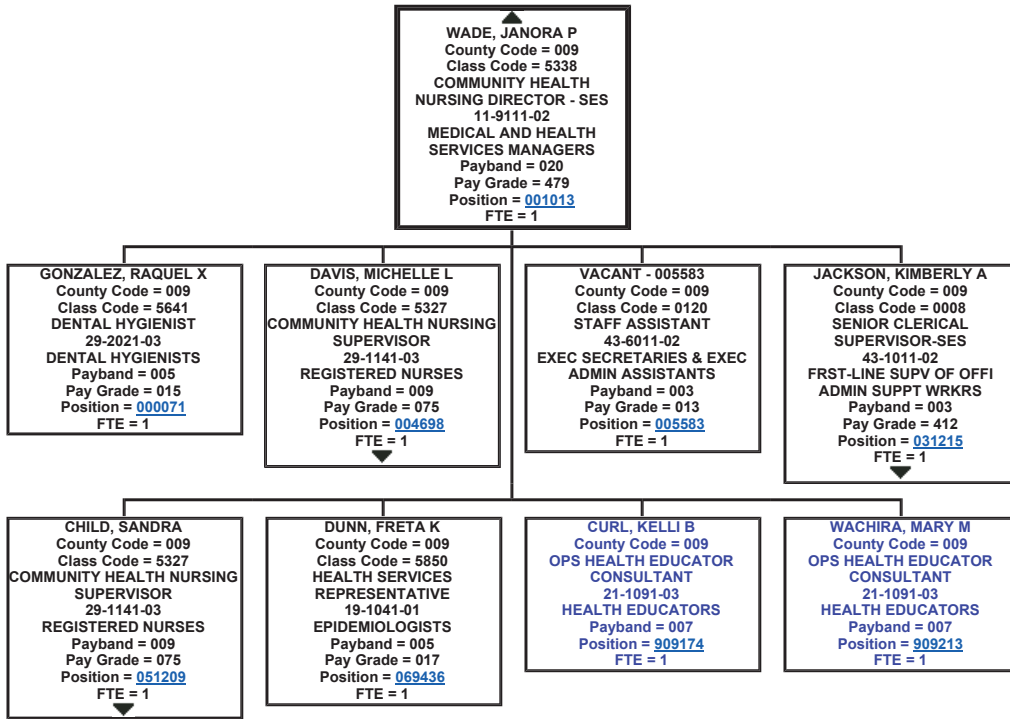 WADE, JANORA P
County Code = 009
Class Code = 5338
COMMUNITY HEALTH
NURSING DIRECTOR - SES
11-9111-02
MEDICAL AND HEALTH
SERVICES MANAGERS
Payband = 020
Pay Grade = 479
Position = 001013
FTE = 1
GONZALEZ, RAQUEL X
County Code = 009
Class Code = 5641
DENTAL HYGIENIST
29-2021-03
DENTAL HYGIENISTS
Payband = 005
Pay Grade = 015
Position = 000071
FTE = 1
DAVIS, MICHELLE L
County Code = 009
Class Code = 5327
COMMUNITY HEALTH NURSING
SUPERVISOR
29-1141-03
REGISTERED NURSES
Payband = 009
Pay Grade = 075
Position = 004698
FTE = 1
VACANT - 005583
County Code = 009
Class Code = 0120
STAFF ASSISTANT
43-6011-02
EXEC SECRETARIES & EXEC
ADMIN ASSISTANTS
Payband = 003
Pay Grade = 013
Position = 005583
FTE = 1
JACKSON, KIMBERLY A
County Code = 009
Class Code = 0008
SENIOR CLERICAL
SUPERVISOR-SES
43-1011-02
FRST-LINE SUPV OF OFFI
ADMIN SUPPT WRKRS
Payband = 003
Pay Grade = 412
Position = 031215
FTE = 1
CHILD, SANDRA
County Code = 009
Class Code = 5327
COMMUNITY HEALTH NURSING
SUPERVISOR
29-1141-03
REGISTERED NURSES
Payband = 009
Pay Grade = 075
Position = 051209
FTE = 1
DUNN, FRETA K
County Code = 009
Class Code = 5850
HEALTH SERVICES
REPRESENTATIVE
19-1041-01
EPIDEMIOLOGISTS
Payband = 005
Pay Grade = 017
Position = 069436
FTE = 1
CURL, KELLI B
County Code = 009
OPS HEALTH EDUCATOR
CONSULTANT
21-1091-03
HEALTH EDUCATORS
Payband = 007
Position = 909174
FTE = 1
WACHIRA, MARY M
County Code = 009
OPS HEALTH EDUCATOR
CONSULTANT
21-1091-03
HEALTH EDUCATORS
Payband = 007
Position = 909213
FTE = 1